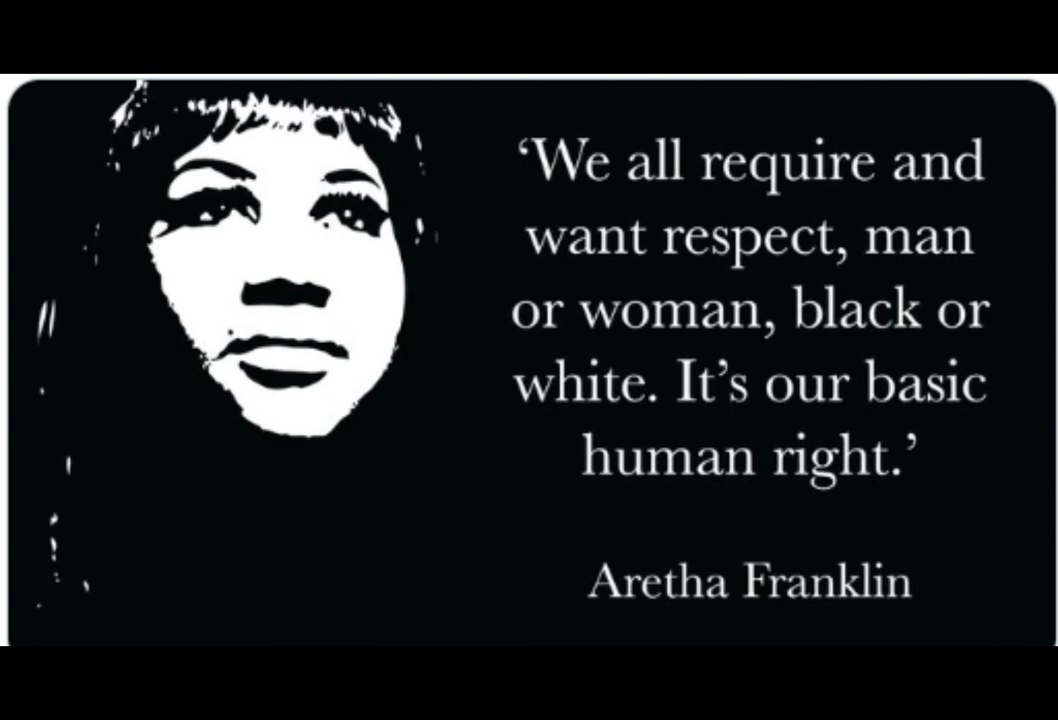 ‘We all require and
want respect, man
or woman, black or
white. It’s our basic
human right.’
Aretha Franklin